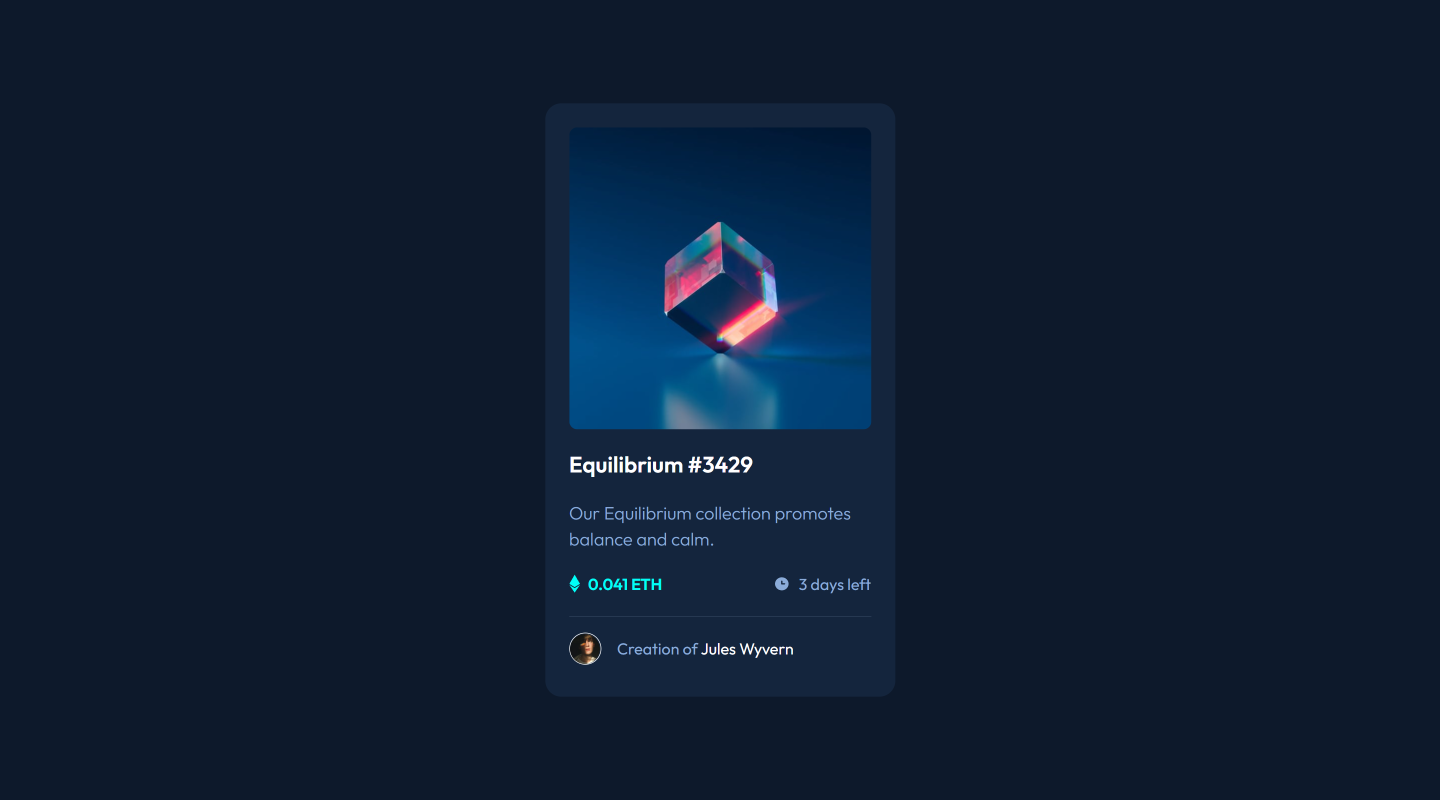 Equilibrium #3429
Our Equilibrium collection promotes
balance and calm.
0.041 ETH
3 days left
Creation of Jules Wyvern